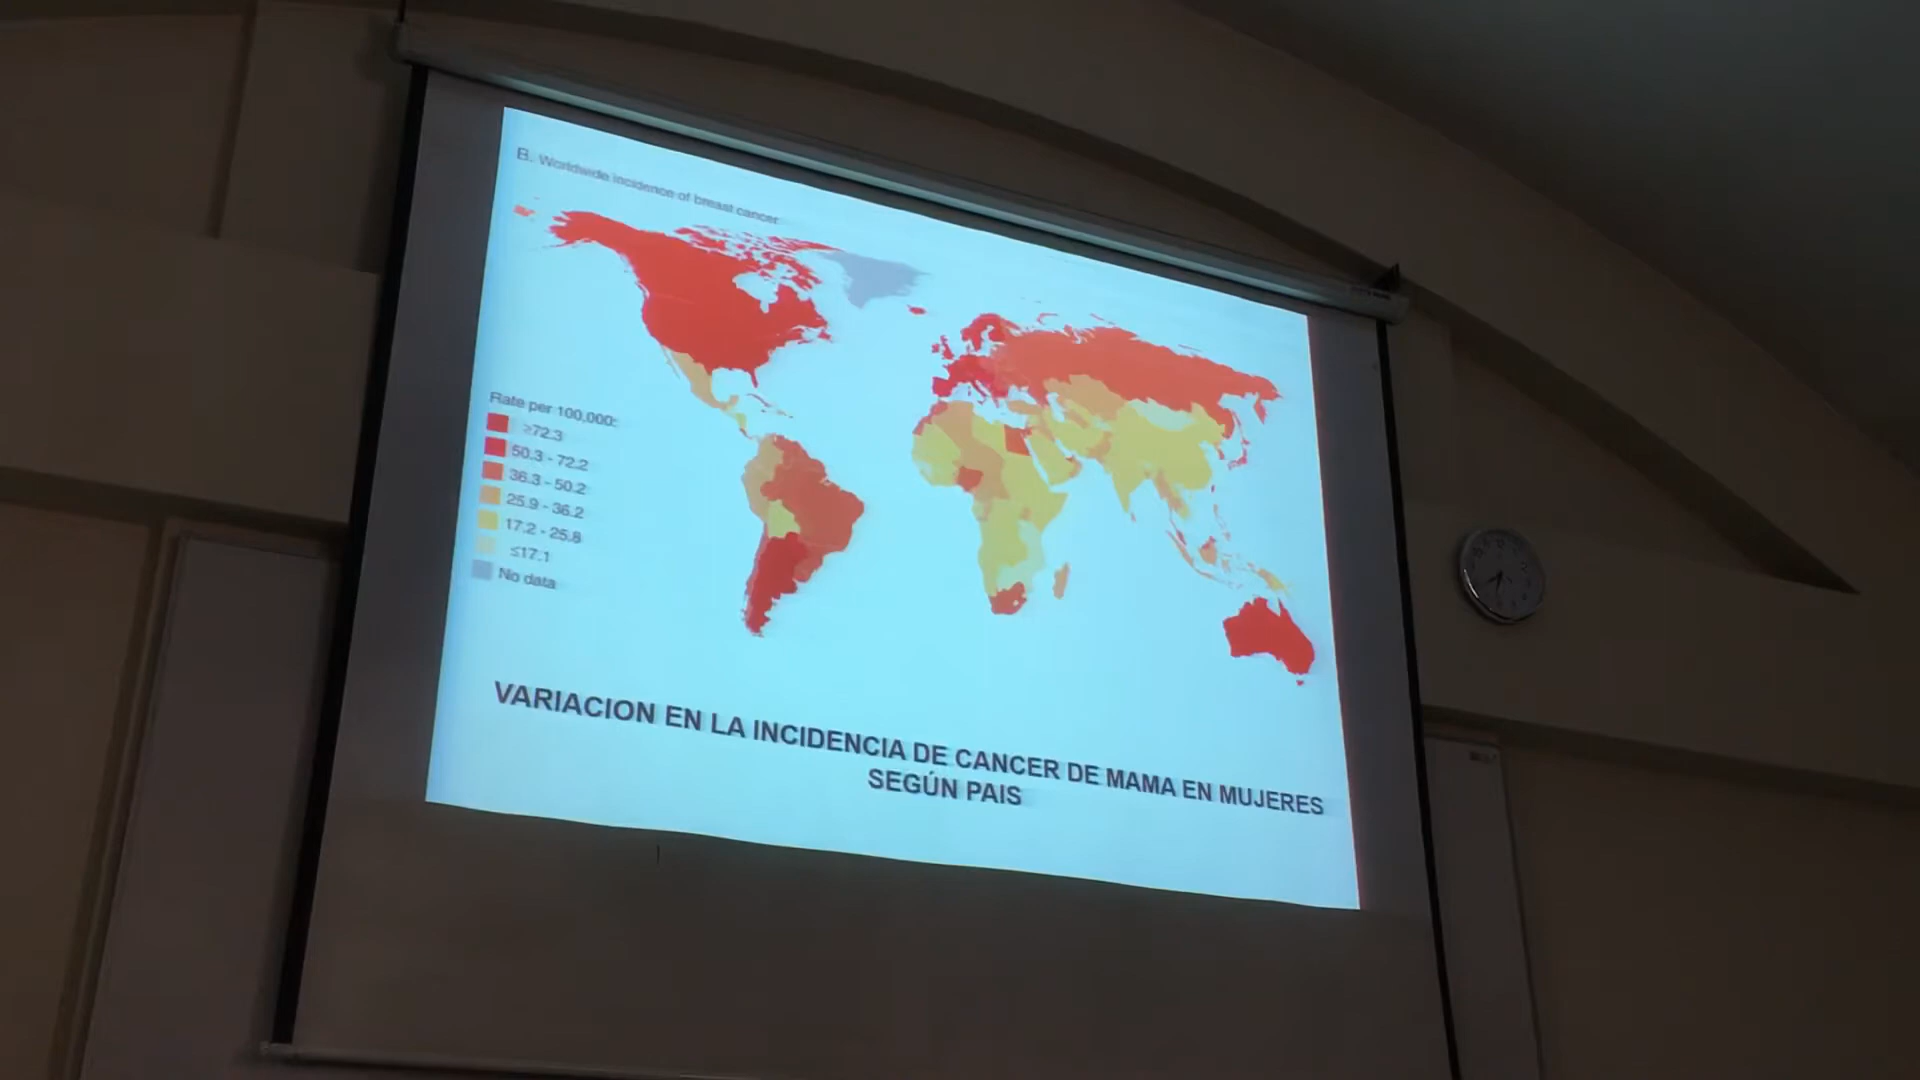 B. Worldwide incidence of breast cancer
Rate per 100,000:
≥72.3
50.3 - 72.2
36.3 - 50.2
25.9 - 36.2
17.2 - 25.8
≤17.1
No data
VARIACION EN LA INCIDENCIA DE CANCER DE MAMA EN MUJERES
SEGÚN PAIS